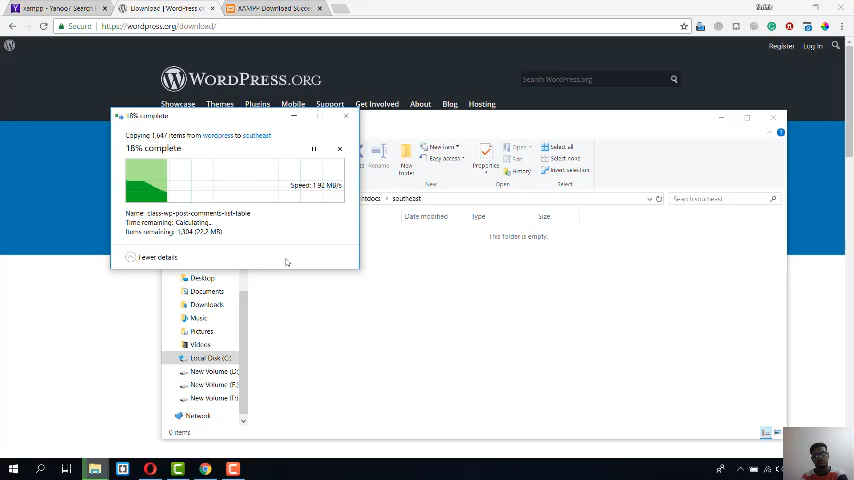 xampp - Yahoo/ Search R
Download | WordPress.or
XAMPP Download Succes
Secure
https://wordpress.org/download/
Register
Log In
WORDPRESS.ORG
Search WordPress.org
Showcase
Themes
Plugins
Mobile
Support
Get Involved
About
Blog
Hosting
18% complete
Copying 1,647 items from wordpress to southeast
18% complete
Speed: 1.92 MB/s
Name: class-wp-post-comments-list-table
Time remaining: Calculating...
Items remaining: 1,304 (22.2 MB)
Fewer details
Rename
New
folder
New item
Easy access
New
Properties
Open
Edit
History
Open
Select all
Select none
Invert selection
Select
htdocs
southeast
Search southeast
Date modified
Type
Size
This folder is empty.
Desktop
Documents
Downloads
Music
Pictures
Videos
Local Disk (C:)
New Volume (D:)
New Volume (E:)
New Volume (F:)
Network
0 items